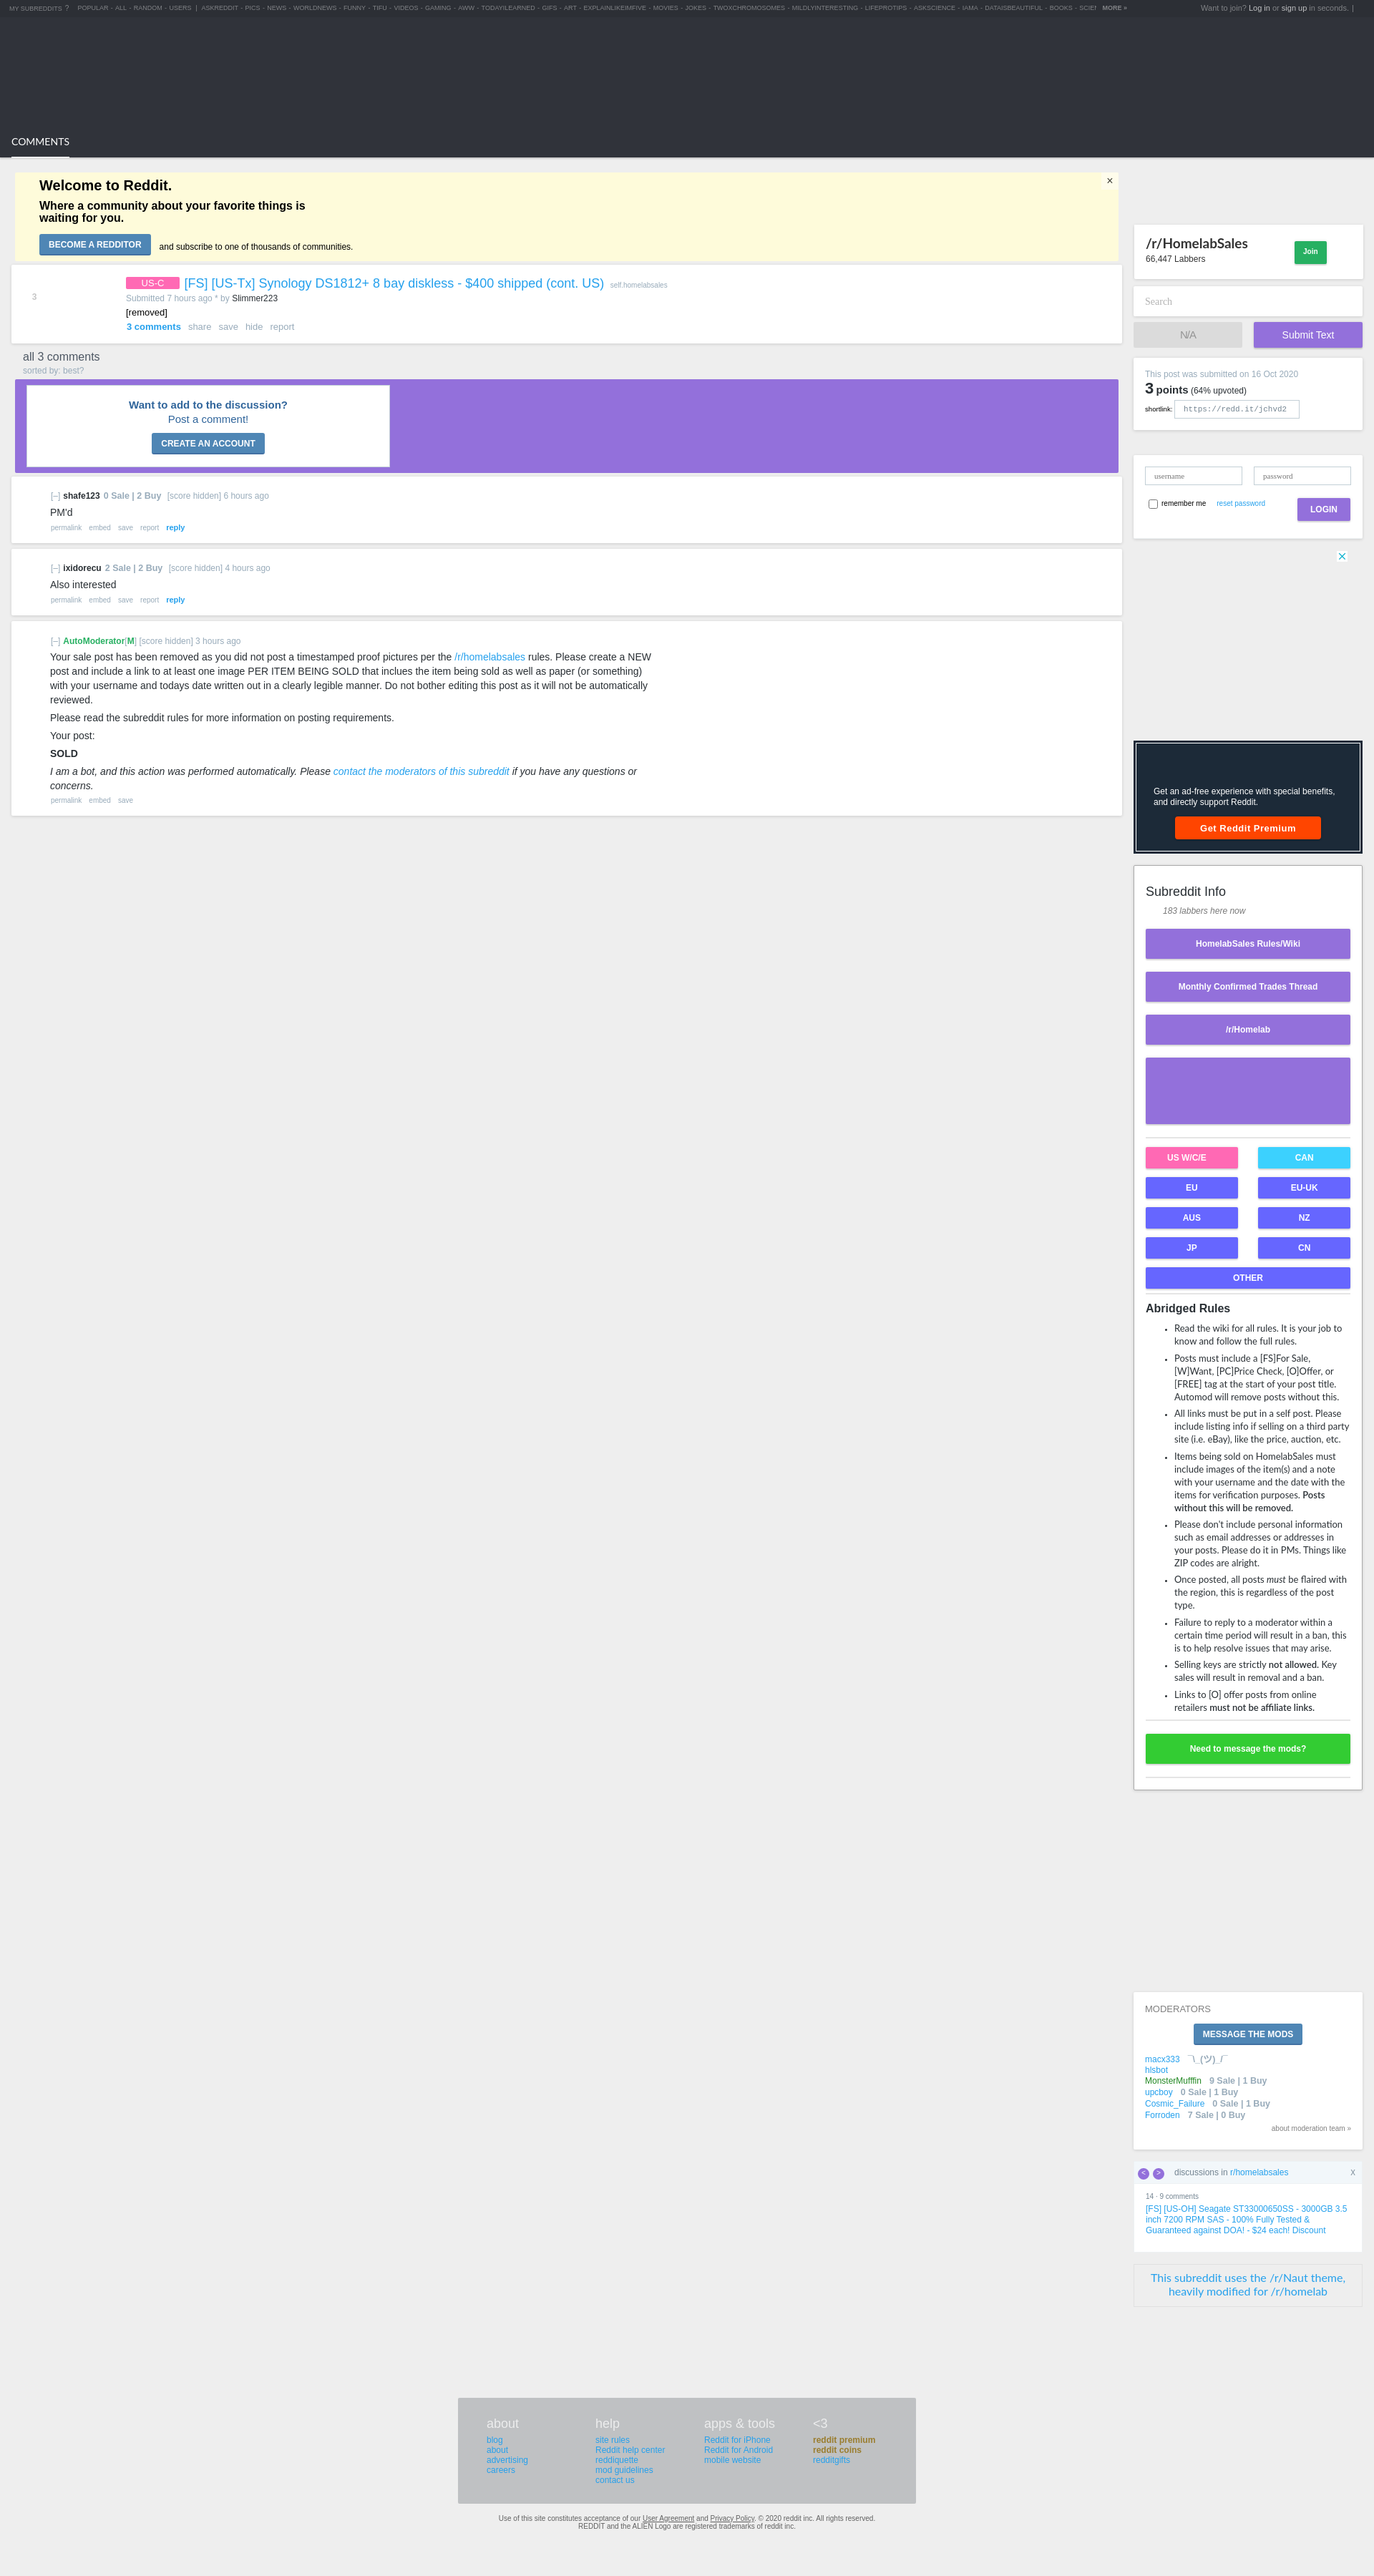 MY SUBREDDITS ? POPULAR - ALL - RANDOM - USERS | ASKREDDIT - PICS - NEWS - WORLDNEWS - FUNNY - TIFU - VIDEOS - GAMING - AWW - TODAYILEARNED - GIFS - ART - EXPLAINLIKEIMFIVE - MOVIES - JOKES - TWOXCHROMOSOMES - MILDLYINTERESTING - LIFEPROTIPS - ASKSCIENCE - IAMA - DATAISBEAUTIFUL - BOOKS - MORE » Want to join? Log in or sign up in seconds. |
COMMENTS
Welcome to Reddit.
×
Where a community about your favorite things is
waiting for you.
BECOME A REDDITOR and subscribe to one of thousands of communities.
3
US-C [FS] [US-Tx] Synology DS1812+ 8 bay diskless - $400 shipped (cont. US) self.homelabsales
Submitted 7 hours ago * by Slimmer223
[removed]
3 comments share save hide report
all 3 comments
sorted by: best?
Want to add to the discussion?
Post a comment!
CREATE AN ACCOUNT
[–] shafe123 0 Sale | 2 Buy [score hidden] 6 hours ago
PM'd
permalink embed save report reply
[–] ixidorecu 2 Sale | 2 Buy [score hidden] 4 hours ago
Also interested
permalink embed save report reply
[–] AutoModerator[M] [score hidden] 3 hours ago
Your sale post has been removed as you did not post a timestamped proof pictures per the /r/homelabsales rules. Please create a NEW
post and include a link to at least one image PER ITEM BEING SOLD that inclues the item being sold as well as paper (or something)
with your username and todays date written out in a clearly legible manner. Do not bother editing this post as it will not be automatically
reviewed.
Please read the subreddit rules for more information on posting requirements.
Your post:
SOLD
I am a bot, and this action was performed automatically. Please contact the moderators of this subreddit if you have any questions or
concerns.
permalink embed save
/r/HomelabSales
66,447 Labbers
Join
Search
N/A Submit Text
This post was submitted on 16 Oct 2020
3 points (64% upvoted)
shortlink: https://redd.it/jchvd2
username password
remember me reset password LOGIN
×
Get an ad-free experience with special benefits,
and directly support Reddit.
Get Reddit Premium
Subreddit Info
183 labbers here now
HomelabSales Rules/Wiki
Monthly Confirmed Trades Thread
/r/Homelab
US W/C/E CAN
EU EU-UK
AUS NZ
JP CN
OTHER
Abridged Rules
• Read the wiki for all rules. It is your job to
know and follow the full rules.
• Posts must include a [FS]For Sale,
[W]Want, [PC]Price Check, [O]Offer, or
[FREE] tag at the start of your post title.
Automod will remove posts without this.
• All links must be put in a self post. Please
include listing info if selling on a third party
site (i.e. eBay), like the price, auction, etc.
• Items being sold on HomelabSales must
include images of the item(s) and a note
with your username and the date with the
items for verification purposes. Posts
without this will be removed.
• Please don't include personal information
such as email addresses or addresses in
your posts. Please do it in PMs. Things like
ZIP codes are alright.
• Once posted, all posts must be flaired with
the region, this is regardless of the post
type.
• Failure to reply to a moderator within a
certain time period will result in a ban, this
is to help resolve issues that may arise.
• Selling keys are strictly not allowed. Key
sales will result in removal and a ban.
• Links to [O] offer posts from online
retailers must not be affiliate links.
Need to message the mods?
MODERATORS
MESSAGE THE MODS
macx333 ¯\_(ツ)_/¯
hlsbot
MonsterMufffin 9 Sale | 1 Buy
upcboy 0 Sale | 1 Buy
Cosmic_Failure 0 Sale | 1 Buy
Forroden 7 Sale | 0 Buy
about moderation team »
< > discussions in r/homelabsales X
14 · 9 comments
[FS] [US-OH] Seagate ST33000650SS - 3000GB 3.5
inch 7200 RPM SAS - 100% Fully Tested &
Guaranteed against DOA! - $24 each! Discount
This subreddit uses the /r/Naut theme,
heavily modified for /r/homelab
about
blog
about
advertising
careers
help
site rules
Reddit help center
reddiquette
mod guidelines
contact us
apps & tools
Reddit for iPhone
Reddit for Android
mobile website
<3
reddit premium
reddit coins
redditgifts
Use of this site constitutes acceptance of our User Agreement and Privacy Policy. © 2020 reddit inc. All rights reserved.
REDDIT and the ALIEN Logo are registered trademarks of reddit inc.